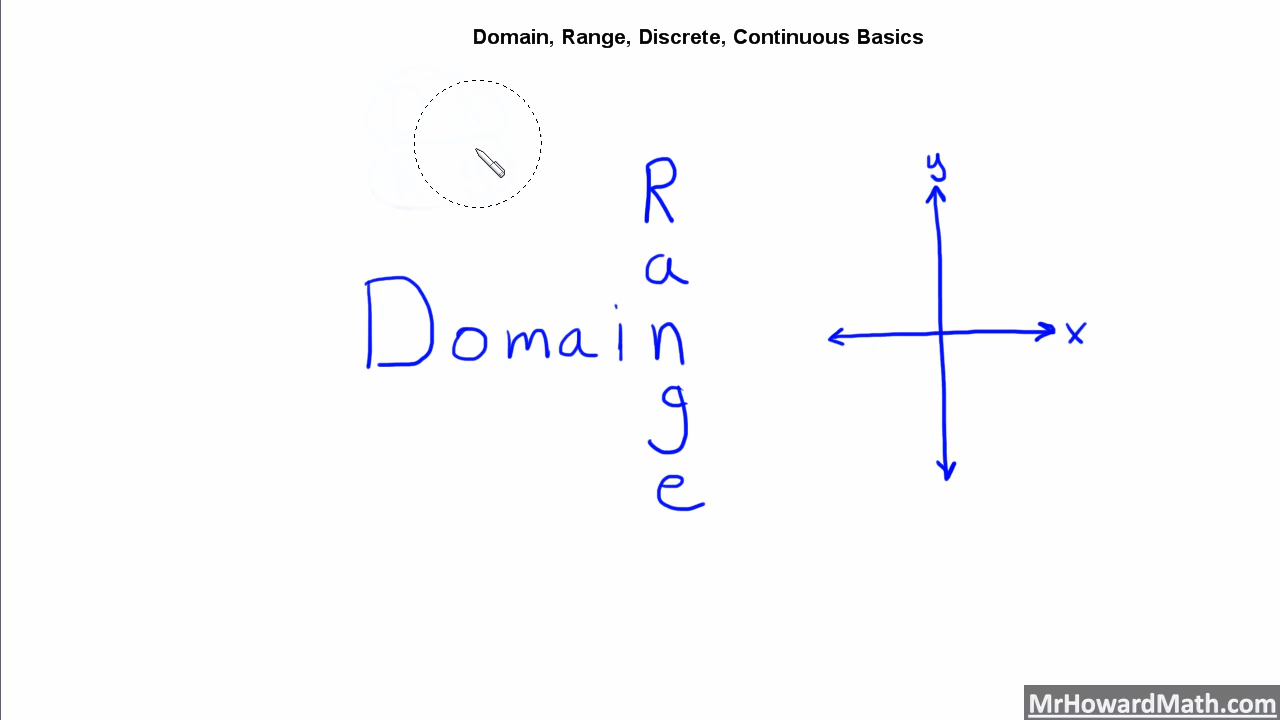 Domain, Range, Discrete, Continuous Basics
Range
Domain
y
x
MrHowardMath.com